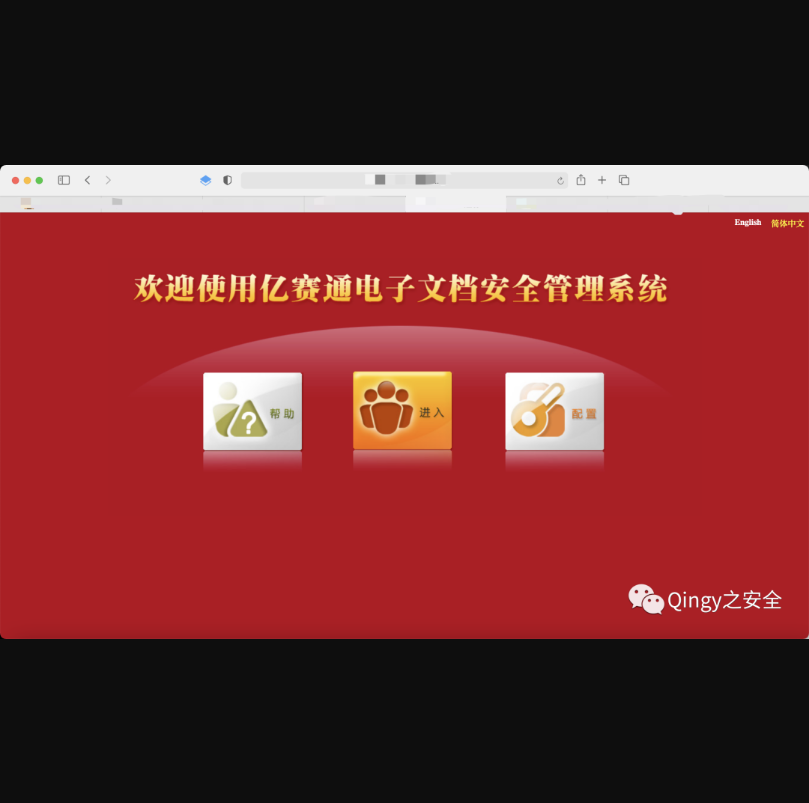 English 简体中文
欢迎使用亿赛通电子文档安全管理系统
帮助
进入
配置
Qingy之安全